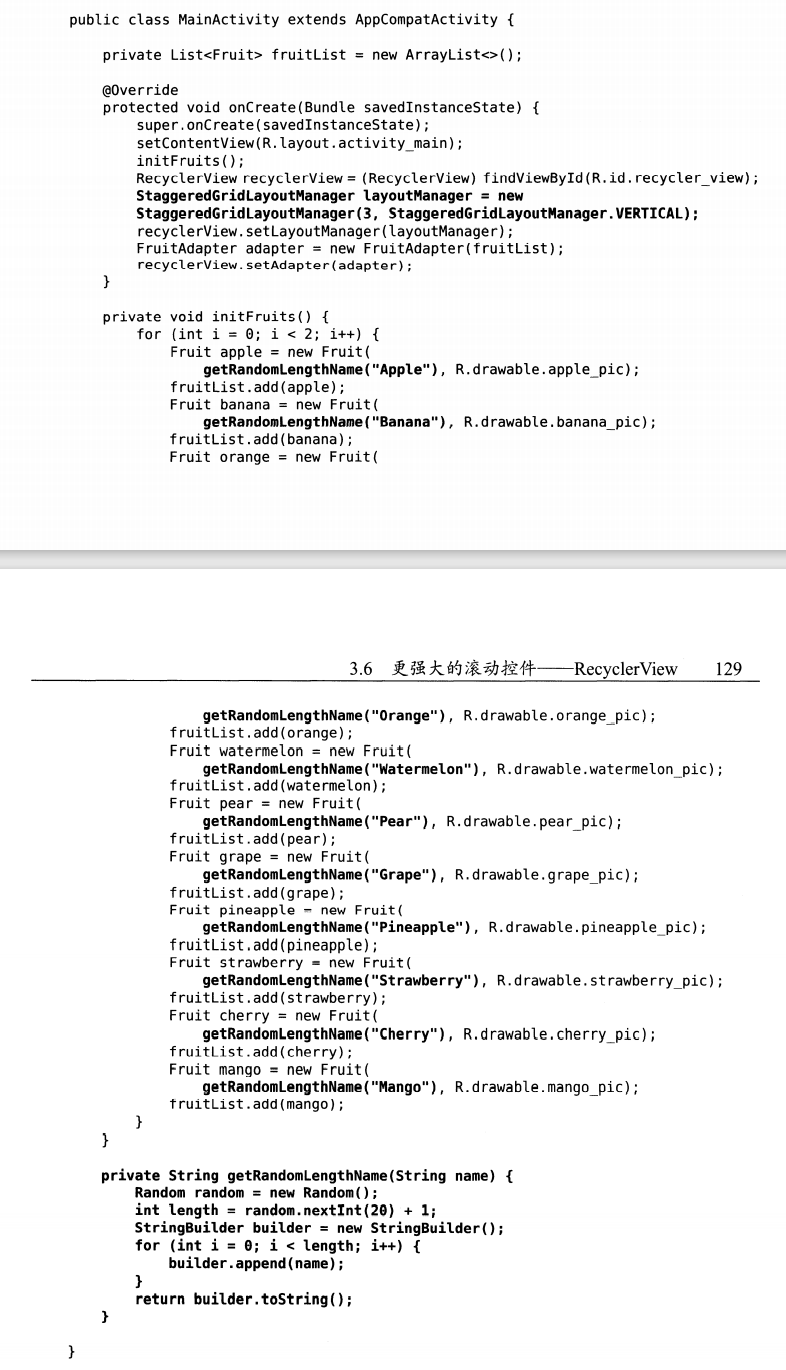 public class MainActivity extends AppCompatActivity {
private List<Fruit> fruitList = new ArrayList<>();
@Override
protected void onCreate(Bundle savedInstanceState) {
super.onCreate(savedInstanceState);
setContentView(R.layout.activity_main);
initFruits();
RecyclerView recyclerView = (RecyclerView) findViewById(R.id.recycler_view);
StaggeredGridLayoutManager layoutManager = new
StaggeredGridLayoutManager(3, StaggeredGridLayoutManager.VERTICAL);
recyclerView.setLayoutManager(layoutManager);
FruitAdapter adapter = new FruitAdapter(fruitList);
recyclerView.setAdapter(adapter);
}
private void initFruits() {
for (int i = 0; i < 2; i++) {
Fruit apple = new Fruit(
getRandomLengthName("Apple"), R.drawable.apple_pic);
fruitList.add(apple);
Fruit banana = new Fruit(
getRandomLengthName("Banana"), R.drawable.banana_pic);
fruitList.add(banana);
Fruit orange = new Fruit(
3.6 更强大的滚动控件——RecyclerView 129
getRandomLengthName("Orange"), R.drawable.orange_pic);
fruitList.add(orange);
Fruit watermelon = new Fruit(
getRandomLengthName("Watermelon"), R.drawable.watermelon_pic);
fruitList.add(watermelon);
Fruit pear = new Fruit(
getRandomLengthName("Pear"), R.drawable.pear_pic);
fruitList.add(pear);
Fruit grape = new Fruit(
getRandomLengthName("Grape"), R.drawable.grape_pic);
fruitList.add(grape);
Fruit pineapple = new Fruit(
getRandomLengthName("Pineapple"), R.drawable.pineapple_pic);
fruitList.add(pineapple);
Fruit strawberry = new Fruit(
getRandomLengthName("Strawberry"), R.drawable.strawberry_pic);
fruitList.add(strawberry);
Fruit cherry = new Fruit(
getRandomLengthName("Cherry"), R.drawable.cherry_pic);
fruitList.add(cherry);
Fruit mango = new Fruit(
getRandomLengthName("Mango"), R.drawable.mango_pic);
fruitList.add(mango);
}
}
private String getRandomLengthName(String name) {
Random random = new Random();
int length = random.nextInt(20) + 1;
StringBuilder builder = new StringBuilder();
for (int i = 0; i < length; i++) {
builder.append(name);
}
return builder.toString();
}
}